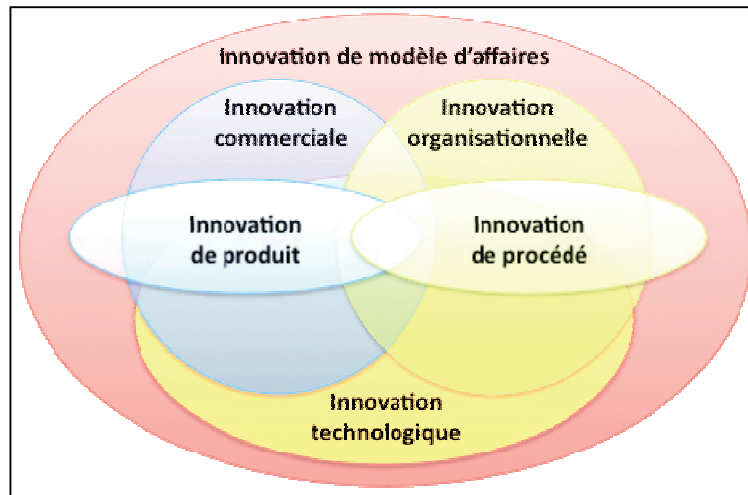 Innovation de modèle d'affaires
Innovation
commerciale
Innovation
organisationnelle
Innovation
de produit
Innovation
de procédé
Innovation
technologique